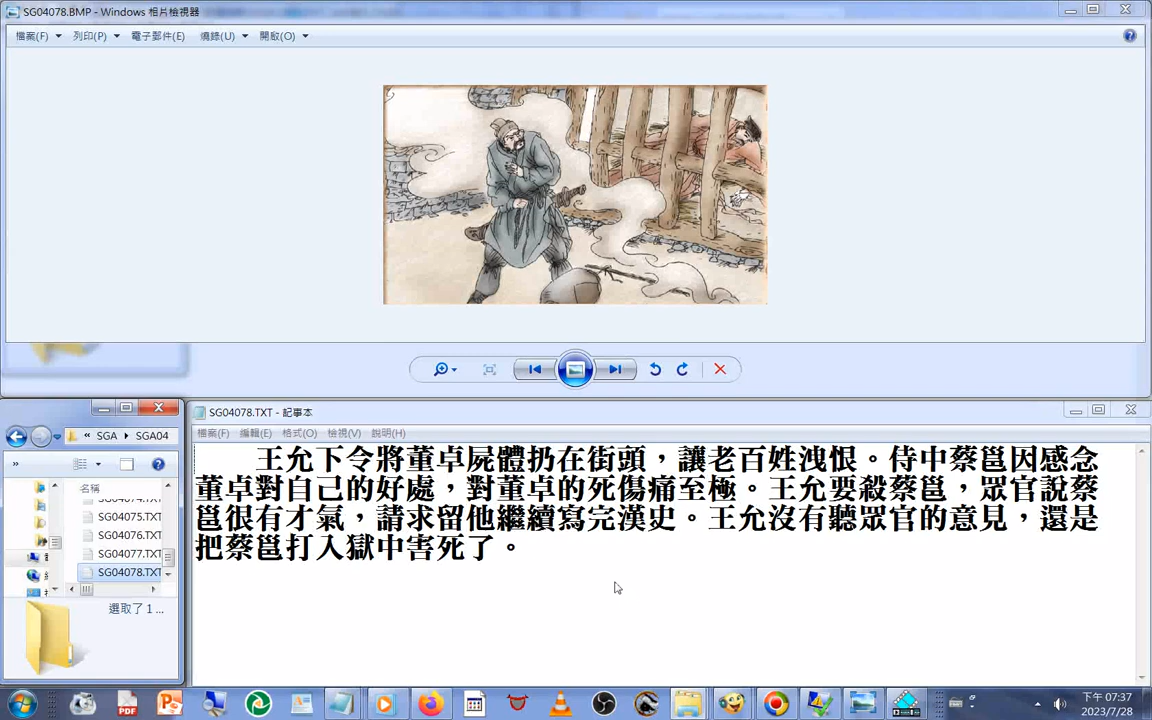 SG04078.BMP - Windows 相片檢視器
檔案(F) 列印(P) 電子郵件(E) 燒錄(U) 開啟(O)
SG04078.TXT - 記事本
« SGA ▸ SGA04
檔案(F) 編輯(E) 格式(O) 檢視(V) 說明(H)
王允下令將董卓屍體扔在街頭，讓老百姓洩恨。侍中蔡邕因感念
董卓對自己的好處，對董卓的死傷痛至極。王允要殺蔡邕，眾官說蔡
邕很有才氣，請求留他繼續寫完漢史。王允沒有聽眾官的意見，還是
把蔡邕打入獄中害死了。
»
名稱
SG04075.TXT
SG04076.TXT
SG04077.TXT
SG04078.TXT
選取了 1 ...
PDF
下午 07:37
2023/7/28